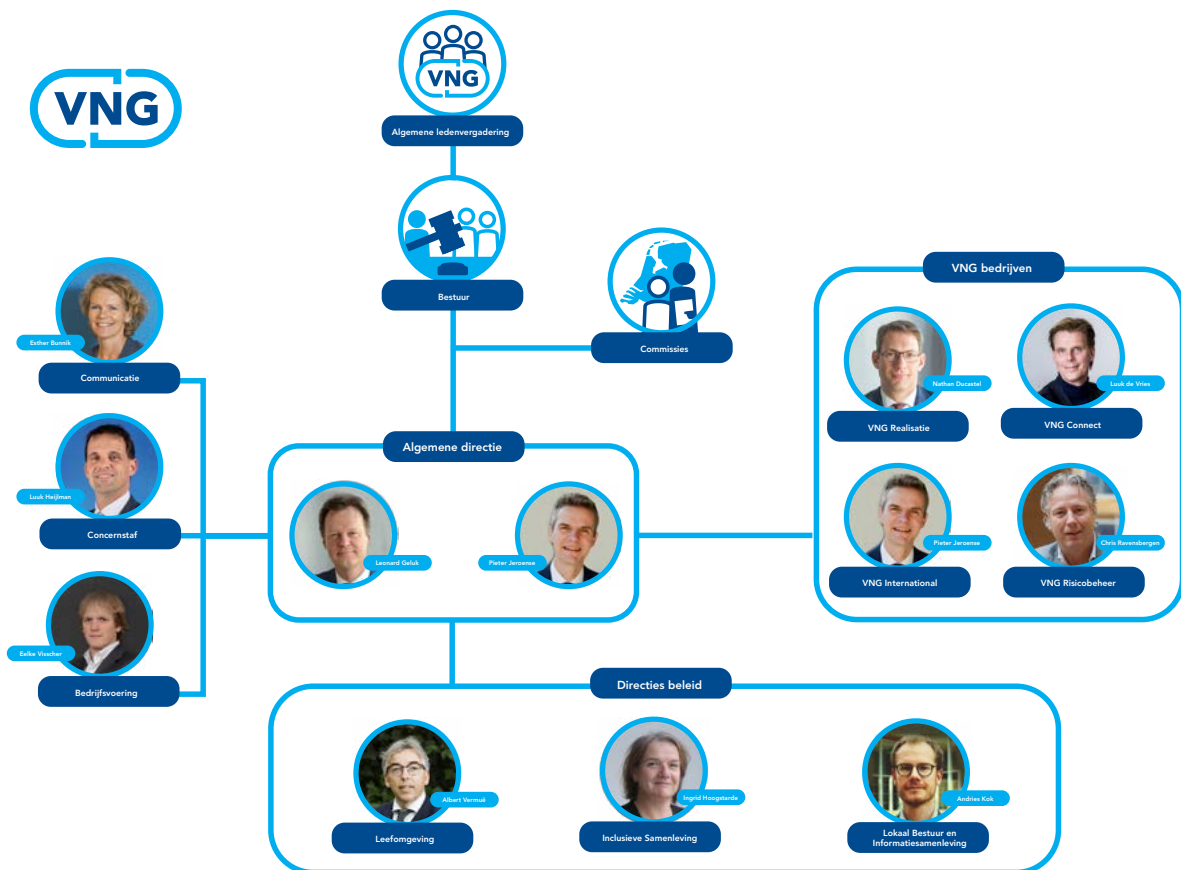 VNG
VNG
Algemene ledenvergadering
Bestuur
Commissies
Esther Bunnik
Communicatie
Luuk Heijlman
Concernstaf
Eelke Visscher
Bedrijfsvoering
Algemene directie
Leonard Geluk
Pieter Jeroense
VNG bedrijven
Nathan Ducastel
VNG Realisatie
Luuk de Vries
VNG Connect
Pieter Jeroense
VNG International
Chris Ravensbergen
VNG Risicobeheer
Directies beleid
Albert Vermuë
Leefomgeving
Ingrid Hoogstrade
Inclusieve Samenleving
Andries Kok
Lokaal Bestuur en
Informatiesamenleving